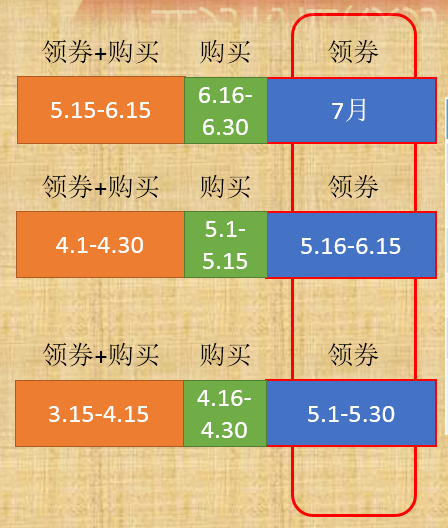 领券+购买 购买 领券
5.15-6.15 6.16-
6.30 7月
领券+购买 购买 领券
4.1-4.30 5.1-
5.15 5.16-6.15
领券+购买 购买 领券
3.15-4.15 4.16-
4.30 5.1-5.30